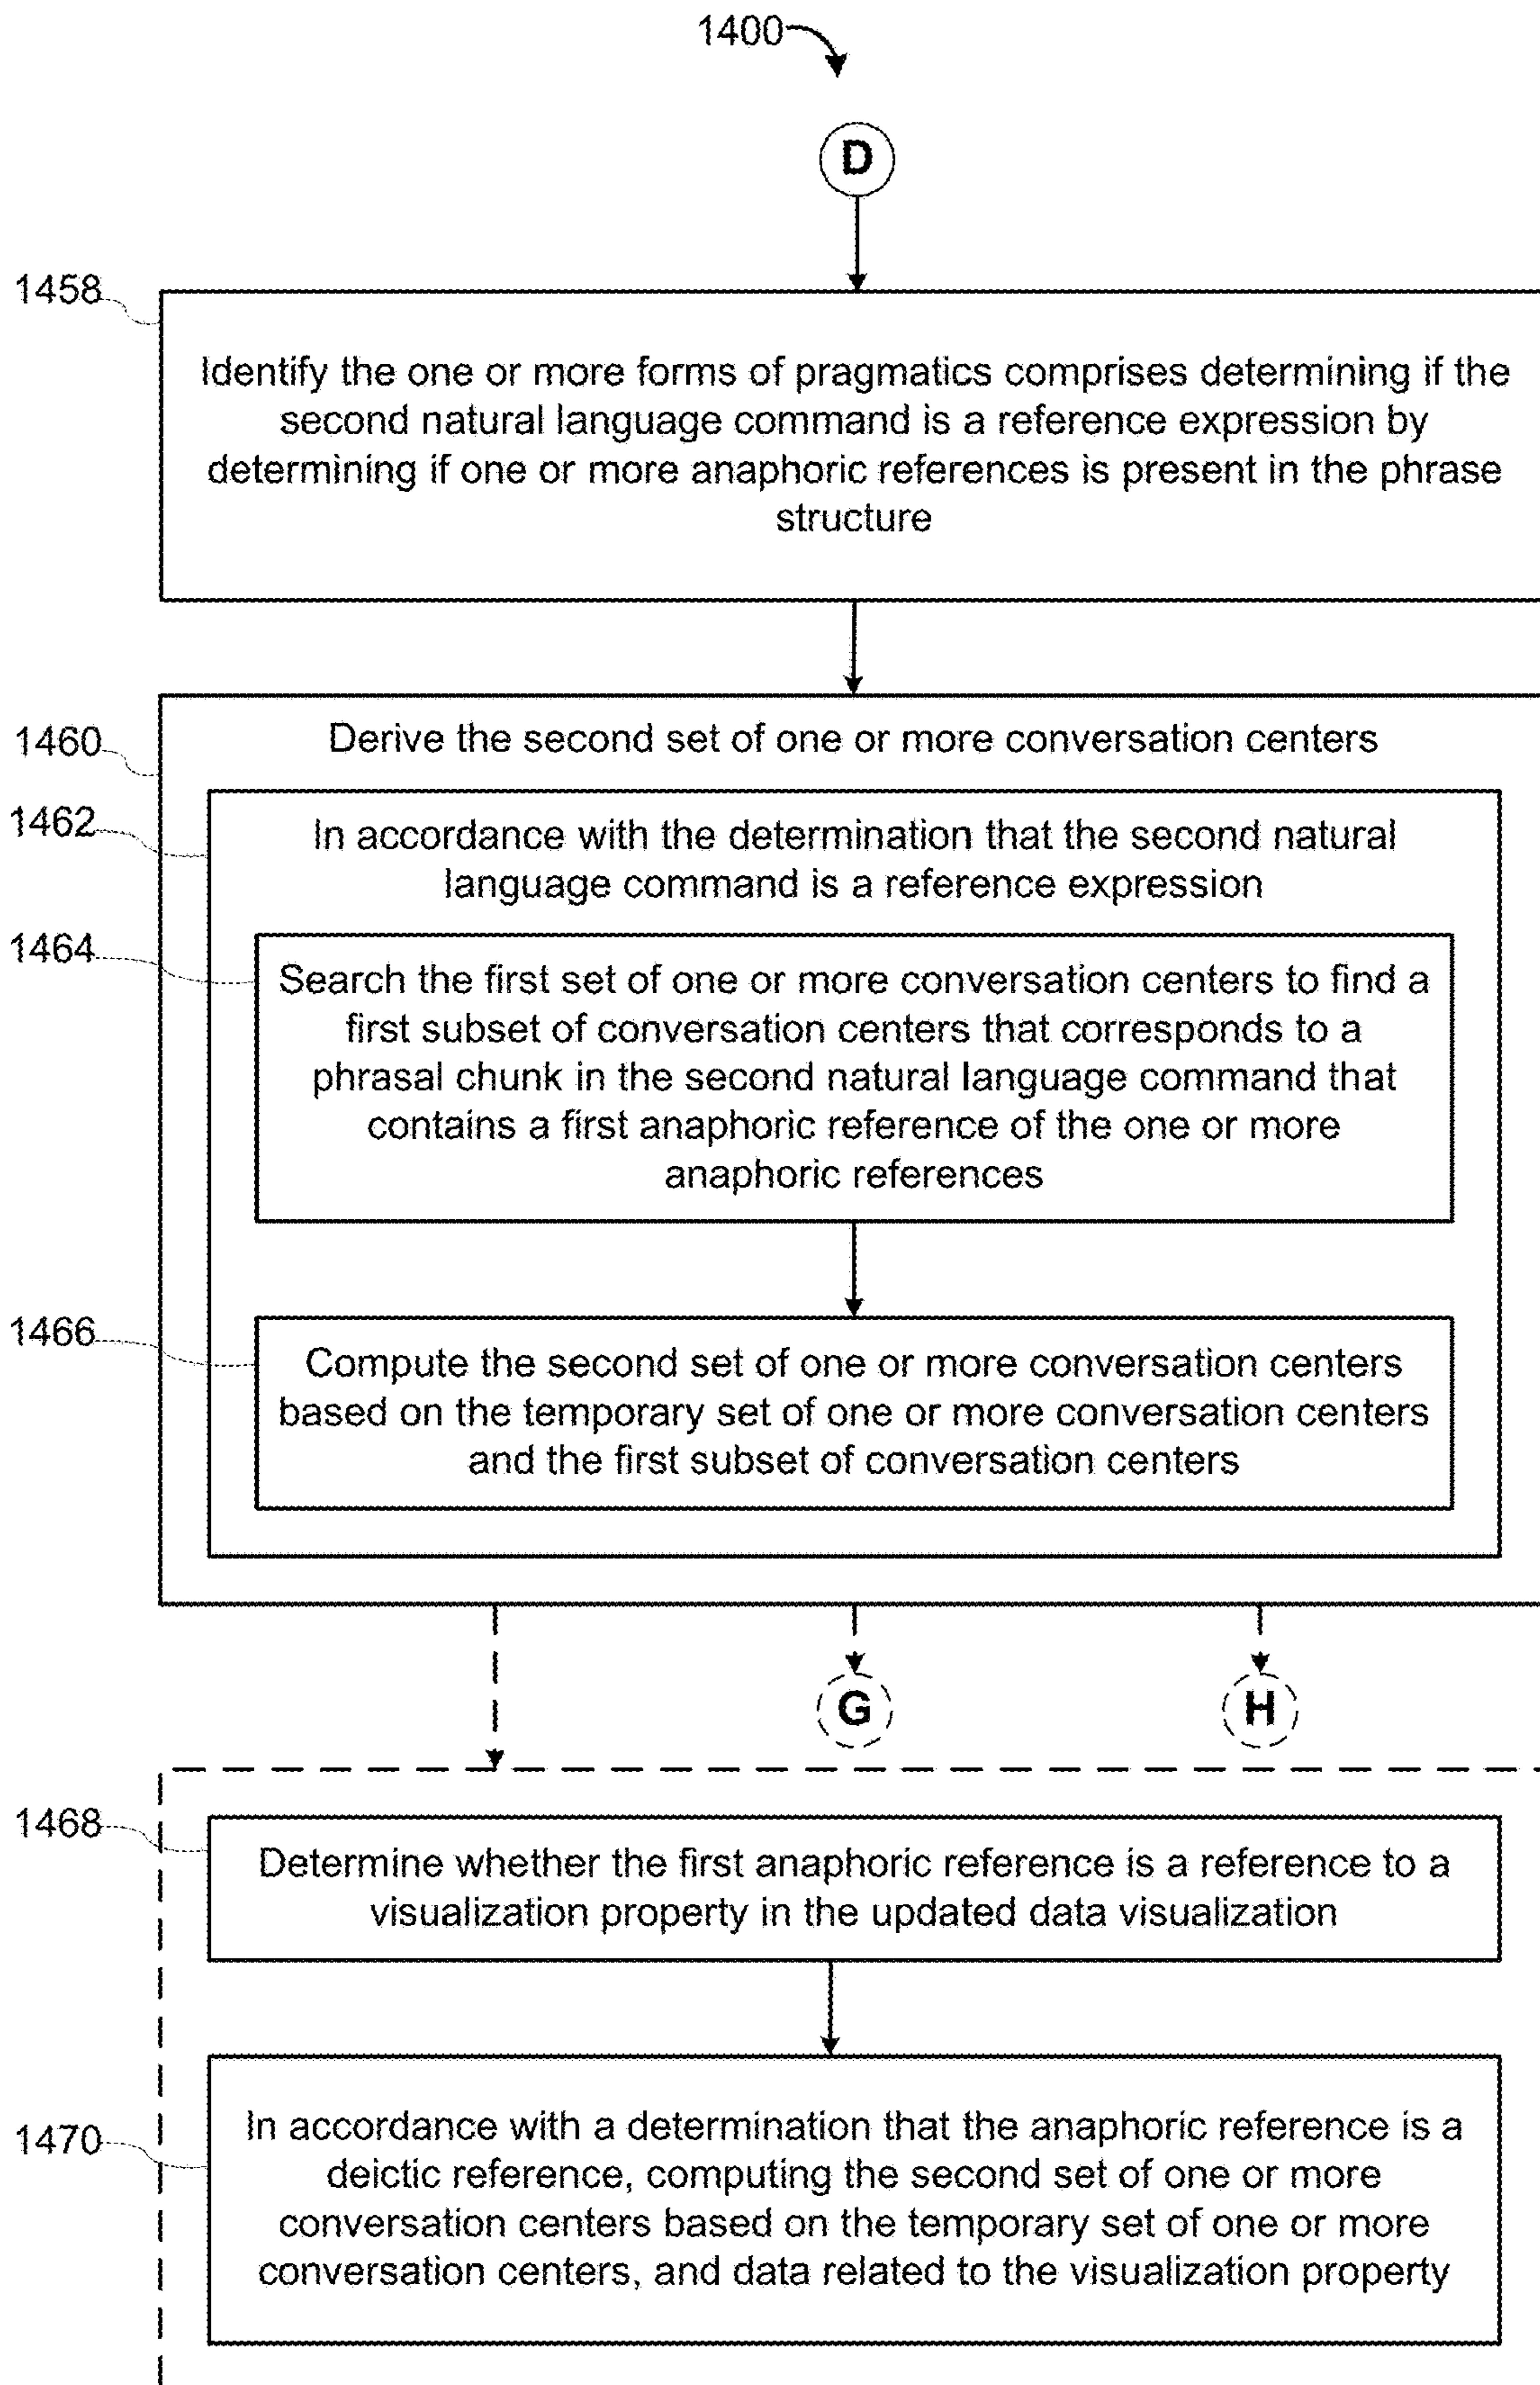 1400
D
1458
Identify the one or more forms of pragmatics comprises determining if the
second natural language command is a reference expression by
determining if one or more anaphoric references is present in the phrase
structure
1460
Derive the second set of one or more conversation centers
1462
In accordance with the determination that the second natural
language command is a reference expression
1464
Search the first set of one or more conversation centers to find a
first subset of conversation centers that corresponds to a
phrasal chunk in the second natural language command that
contains a first anaphoric reference of the one or more
anaphoric references
1466
Compute the second set of one or more conversation centers
based on the temporary set of one or more conversation centers
and the first subset of conversation centers
G
H
1468
Determine whether the first anaphoric reference is a reference to a
visualization property in the updated data visualization
1470
In accordance with a determination that the anaphoric reference is a
deictic reference, computing the second set of one or more
conversation centers based on the temporary set of one or more
conversation centers, and data related to the visualization property